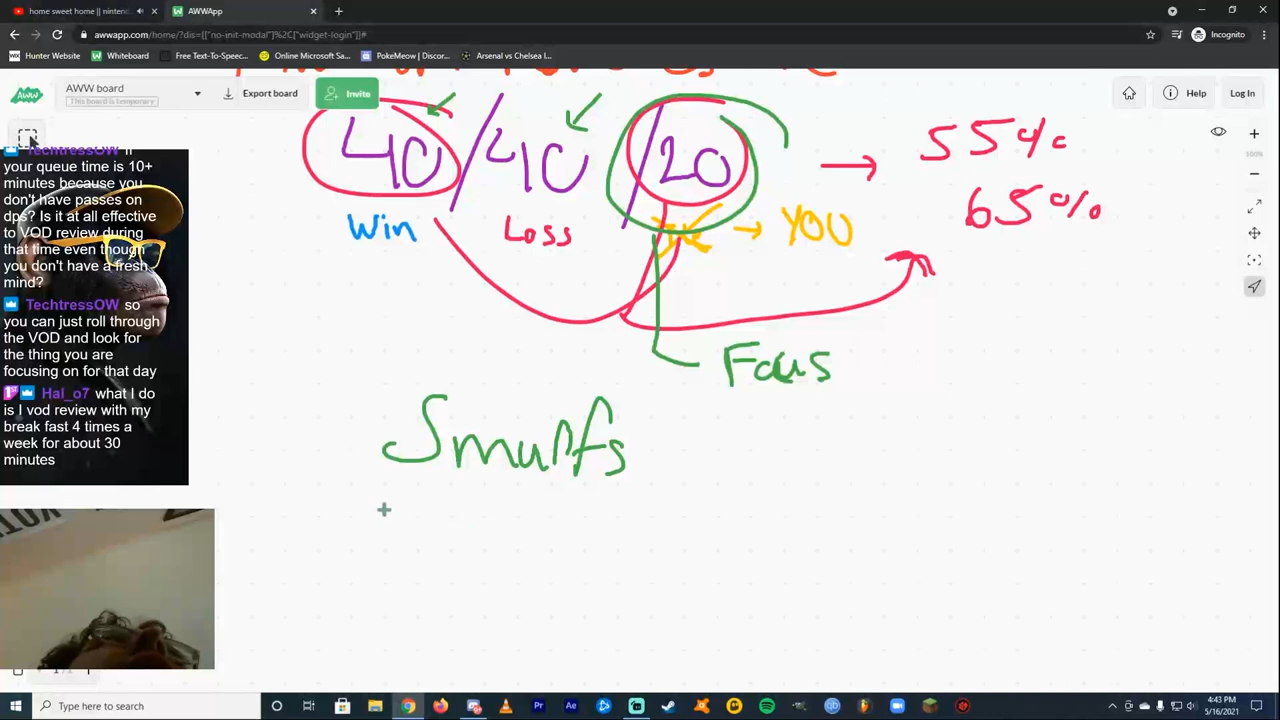 home sweet home || nintend
AWWApp
awwapp.com/home/?dis={["no-init-modal"}%2C["widget-login"]}#
Incognito
Hunter Website
Whiteboard
Free Text-To-Speec...
Online Microsoft Sa...
PokeMeow | Discor...
Arsenal vs Chelsea l...
AWW
AWW board
This board is temporary
Export board
Invite
Help
Log In
100%
40/40/20 → 55%
65%
Win Loss → YOU
Focus
Smurfs
TechtressOW if
your queue time is 10+
minutes because you
don't have passes on
dps? Is it at all effective
to VOD review during
that time even though
you don't have a fresh
mind?
TechtressOW so
you can just roll through
the VOD and look for
the thing you are
focusing on for that day
Hal_o7 what I do
is I vod review with my
break fast 4 times a
week for about 30
minutes
Type here to search
4:43 PM
5/16/2021